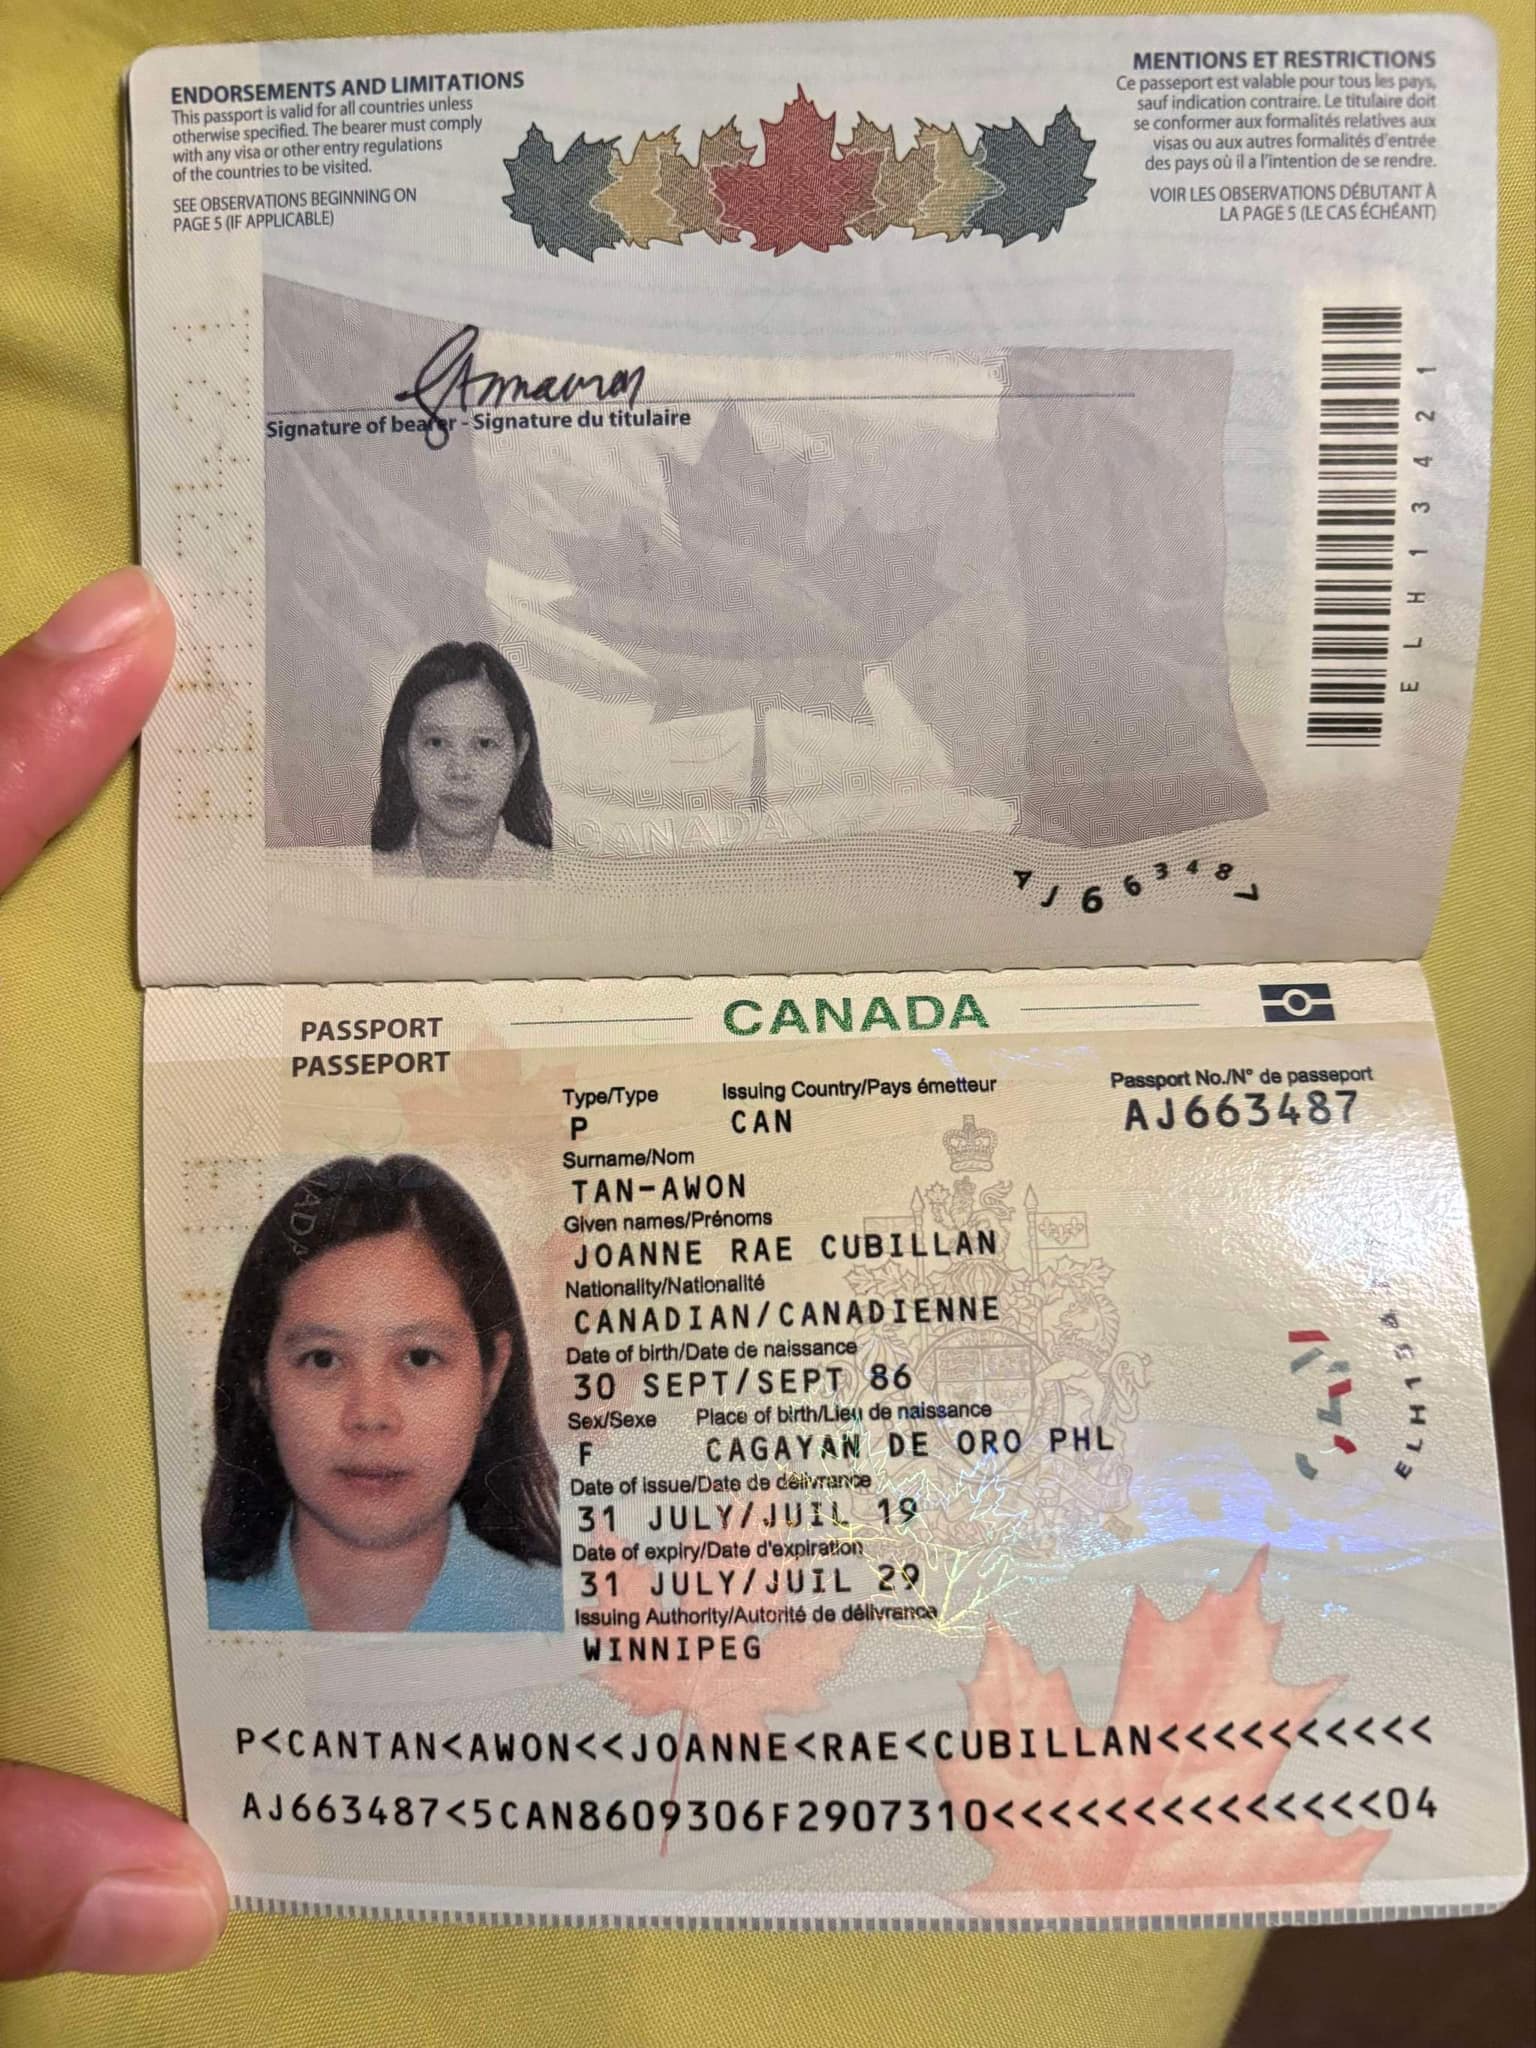 ENDORSEMENTS AND LIMITATIONS
This passport is valid for all countries unless
otherwise specified. The bearer must comply
with any visa or other entry regulations
of the countries to be visited.
SEE OBSERVATIONS BEGINNING ON
PAGE 5 (IF APPLICABLE)
MENTIONS ET RESTRICTIONS
Ce passeport est valable pour tous les pays,
sauf indication contraire. Le titulaire doit
se conformer aux formalités relatives aux
visas ou aux autres formalités d'entrée
des pays où il a l'intention de se rendre.
VOIR LES OBSERVATIONS DÉBUTANT À
LA PAGE 5 (LE CAS ÉCHÉANT)
Signature of bearer - Signature du titulaire
ELH13421
CANADA
AJ663487
PASSPORT
PASSEPORT
CANADA
Type/Type Issuing Country/Pays émetteur Passport No./N° de passeport
P CAN AJ663487
Surname/Nom
TAN-AWON
Given names/Prénoms
JOANNE RAE CUBILLAN
Nationality/Nationalité
CANADIAN/CANADIENNE
Date of birth/Date de naissance
30 SEPT/SEPT 86
Sex/Sexe Place of birth/Lieu de naissance
F CAGAYAN DE ORO PHL
Date of issue/Date de délivrance
31 JULY/JUIL 19
Date of expiry/Date d'expiration
31 JULY/JUIL 29
Issuing Authority/Autorité de délivrance
WINNIPEG
P<CANTAN<AWON<<JOANNE<RAE<CUBILLAN<<<<<<<<<<
AJ663487<5CAN8609306F2907310<<<<<<<<<<<<<<04